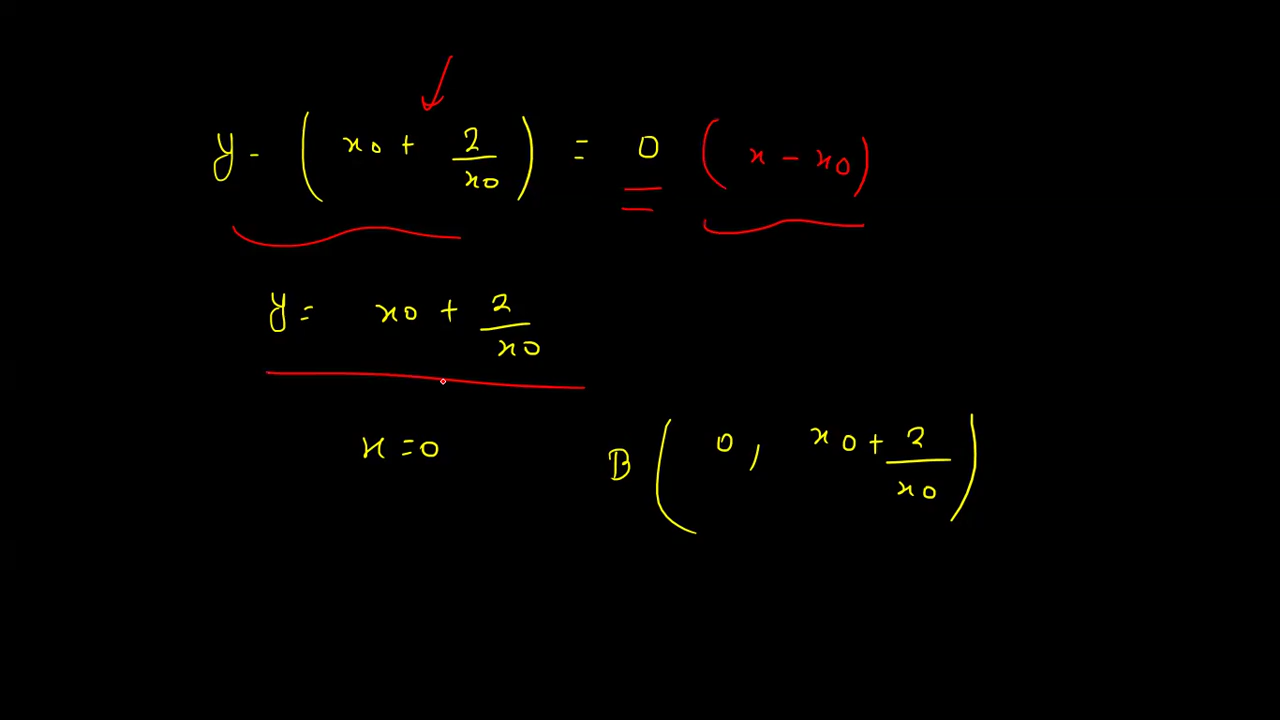 y - ( x0 + 2/x0 ) = 0 ( x - x0 )
y = x0 + 2/x0
x = 0 B ( 0, x0 + 2/x0 )